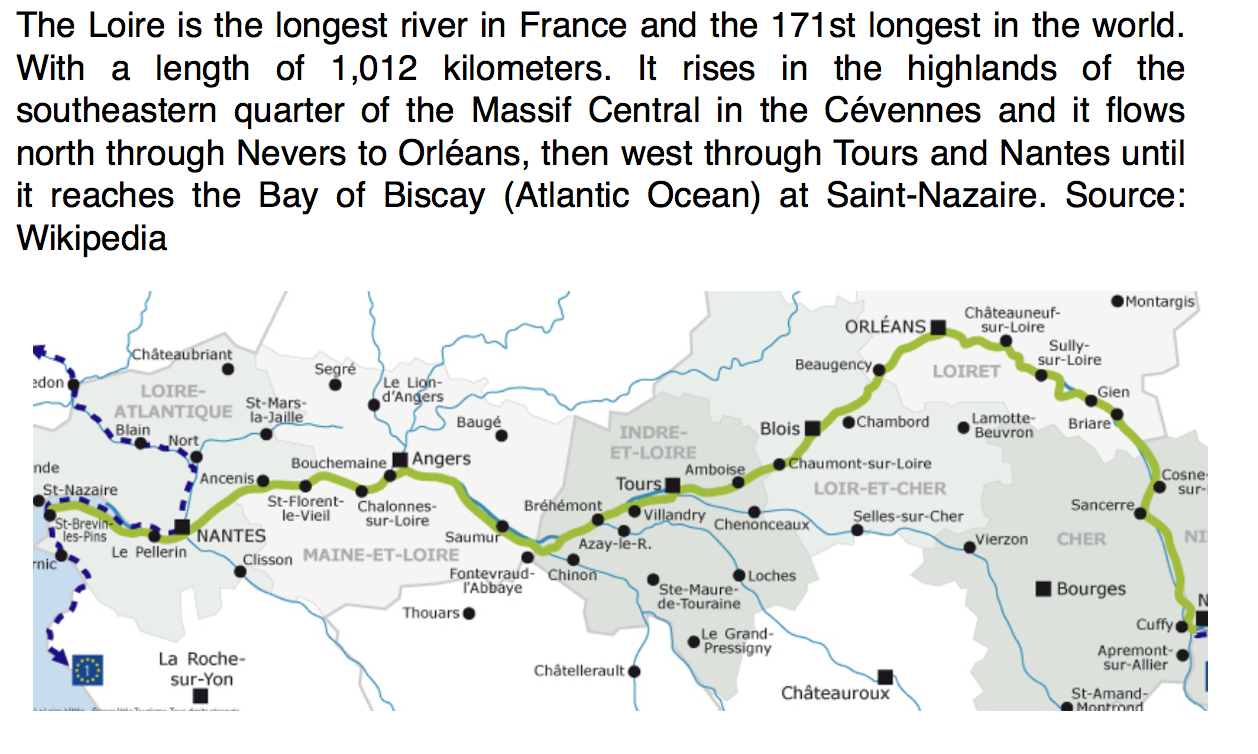 The Loire is the longest river in France and the 171st longest in the world.
With a length of 1,012 kilometers. It rises in the highlands of the
southeastern quarter of the Massif Central in the Cévennes and it flows
north through Nevers to Orléans, then west through Tours and Nantes until
it reaches the Bay of Biscay (Atlantic Ocean) at Saint-Nazaire. Source:
Wikipedia
Montargis
Châteauneuf-
sur-Loire
ORLÉANS
Sully-
sur-Loire
Châteaubriant
Segré
Beaugency
LOIRET
edon
LOIRE-
ATLANTIQUE
Le Lion-
d'Angers
Gien
St-Mars-
la-Jaille
Baugé
Chambord
Lamotte-
Beuvron
Briare
Blain
Nort
INDRE-
ET-LOIRE
Blois
Bouchemaine
Angers
nde
Amboise
Chaumont-sur-Loire
Cosne-
sur-
Ancenis
St-Nazaire
Tours
LOIR-ET-CHER
St-Florent-
le-Vieil
Chalonnes-
sur-Loire
Bréhémont
Villandry
Chenonceaux
Selles-sur-Cher
Sancerre
St-Brevin-
les-Pins
NANTES
Saumur
Azay-le-R.
Vierzon
CHER
NI
Le Pellerin
MAINE-ET-LOIRE
Clisson
rnic
Fontevraud-
l'Abbaye
Chinon
Loches
Ste-Maure-
de-Touraine
Bourges
Thouars
N
Cuffy
Le Grand-
Pressigny
La Roche-
sur-Yon
1
Châtellerault
Apremont-
sur-Allier
Châteauroux
St-Amand-
Montrond